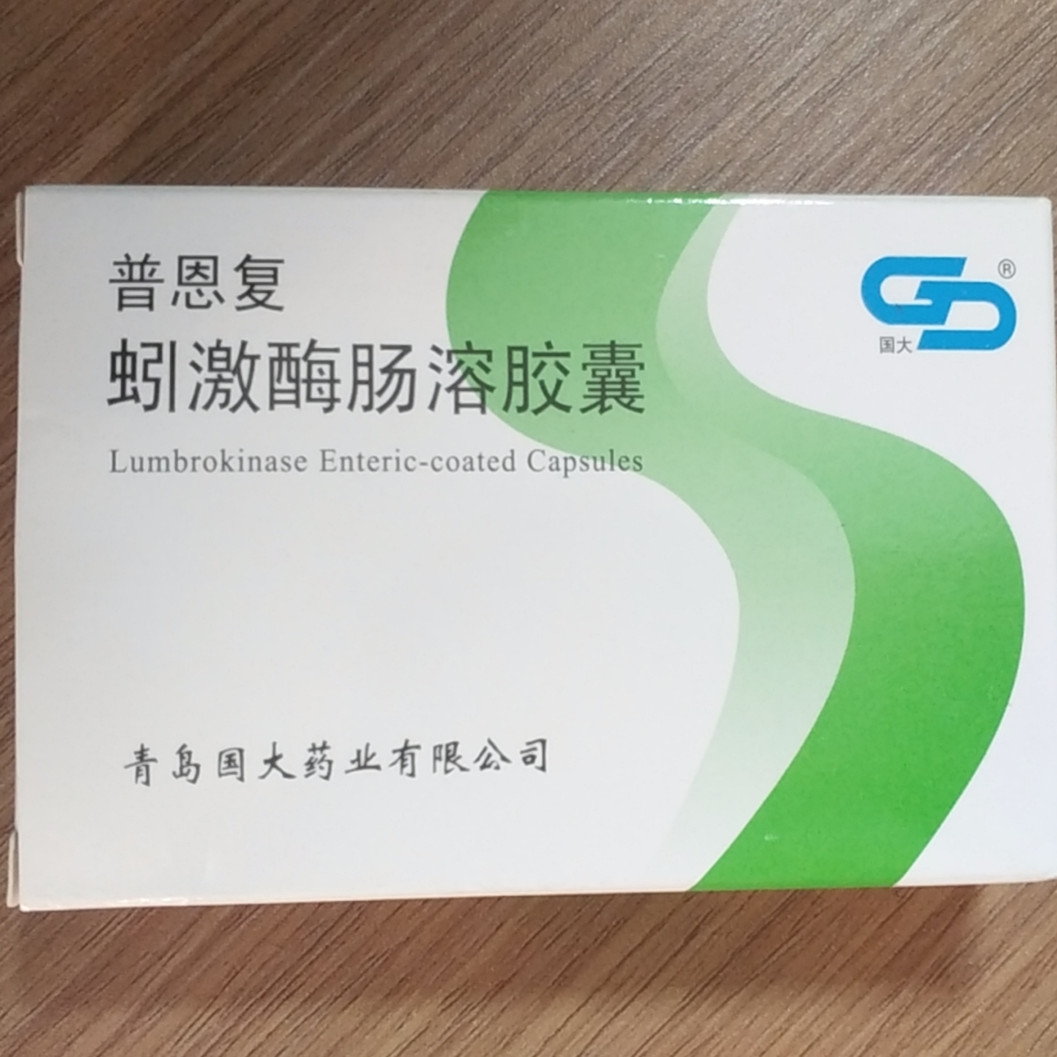 普恩复
蚓激酶肠溶胶囊
Lumbrokinase Enteric-coated Capsules
GD®
国大
青岛国大药业有限公司